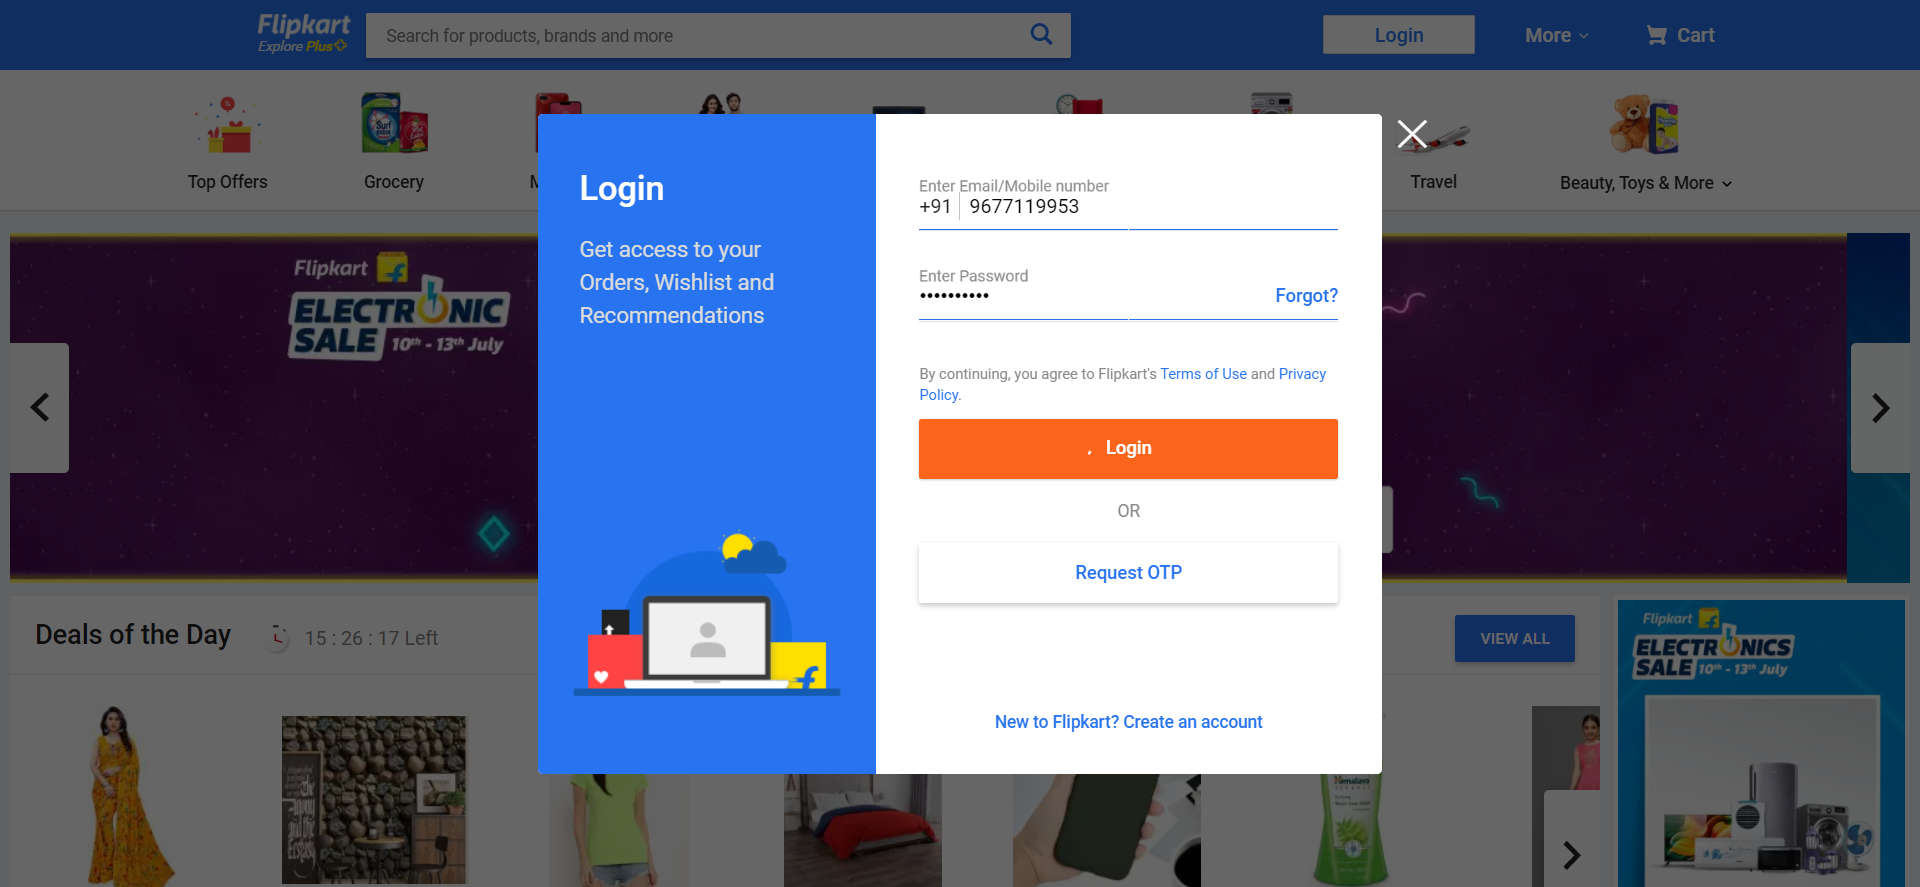 Flipkart
Explore Plus
Search for products, brands and more
Login
More
Cart
Top Offers
Grocery
M
Travel
Beauty, Toys & More
Login
Get access to your
Orders, Wishlist and
Recommendations
Enter Email/Mobile number
+91 9677119953
Enter Password
••••••••••
Forgot?
By continuing, you agree to Flipkart's Terms of Use and Privacy
Policy.
Login
OR
Request OTP
New to Flipkart? Create an account
Flipkart
ELECTRONIC
SALE 10th - 13th July
Deals of the Day
15 : 26 : 17 Left
VIEW ALL
Flipkart
ELECTRONICS
SALE 10th - 13th July
Surf
Himalaya